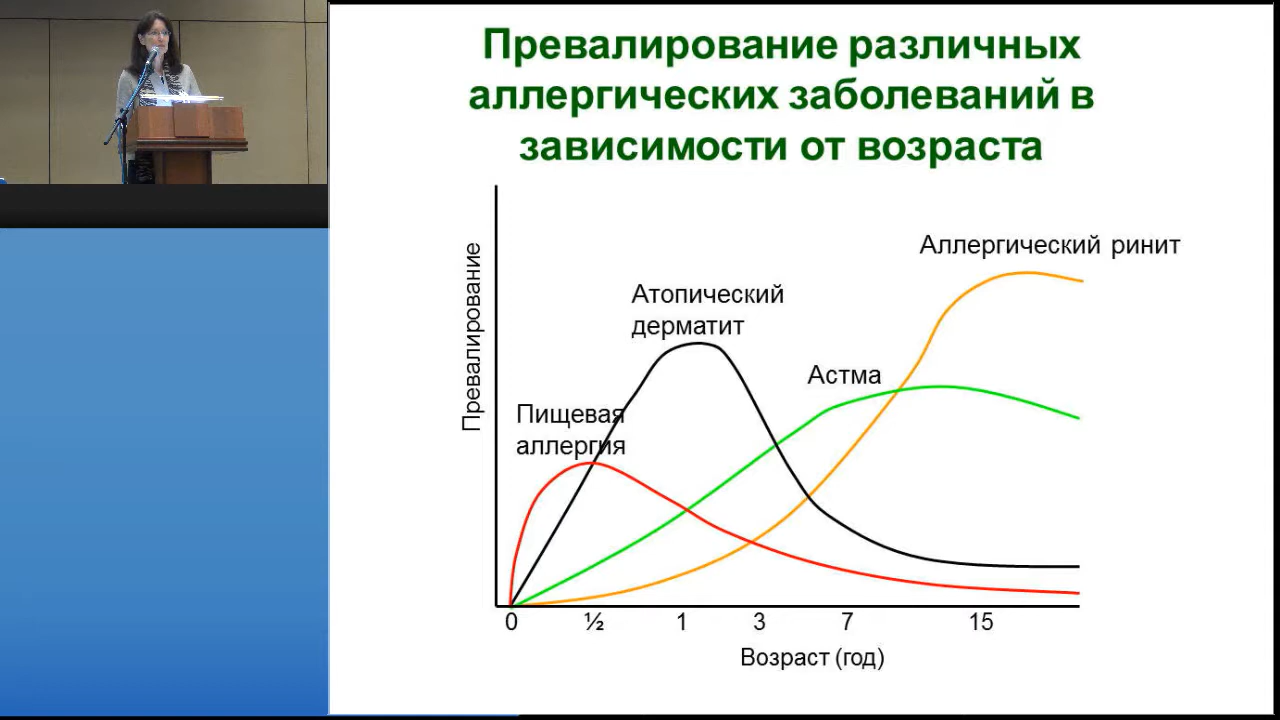 Превалирование различных
аллергических заболеваний в
зависимости от возраста
Превалирование
Аллергический ринит
Атопический
дерматит
Астма
Пищевая
аллергия
0 ½ 1 3 7 15
Возраст (год)